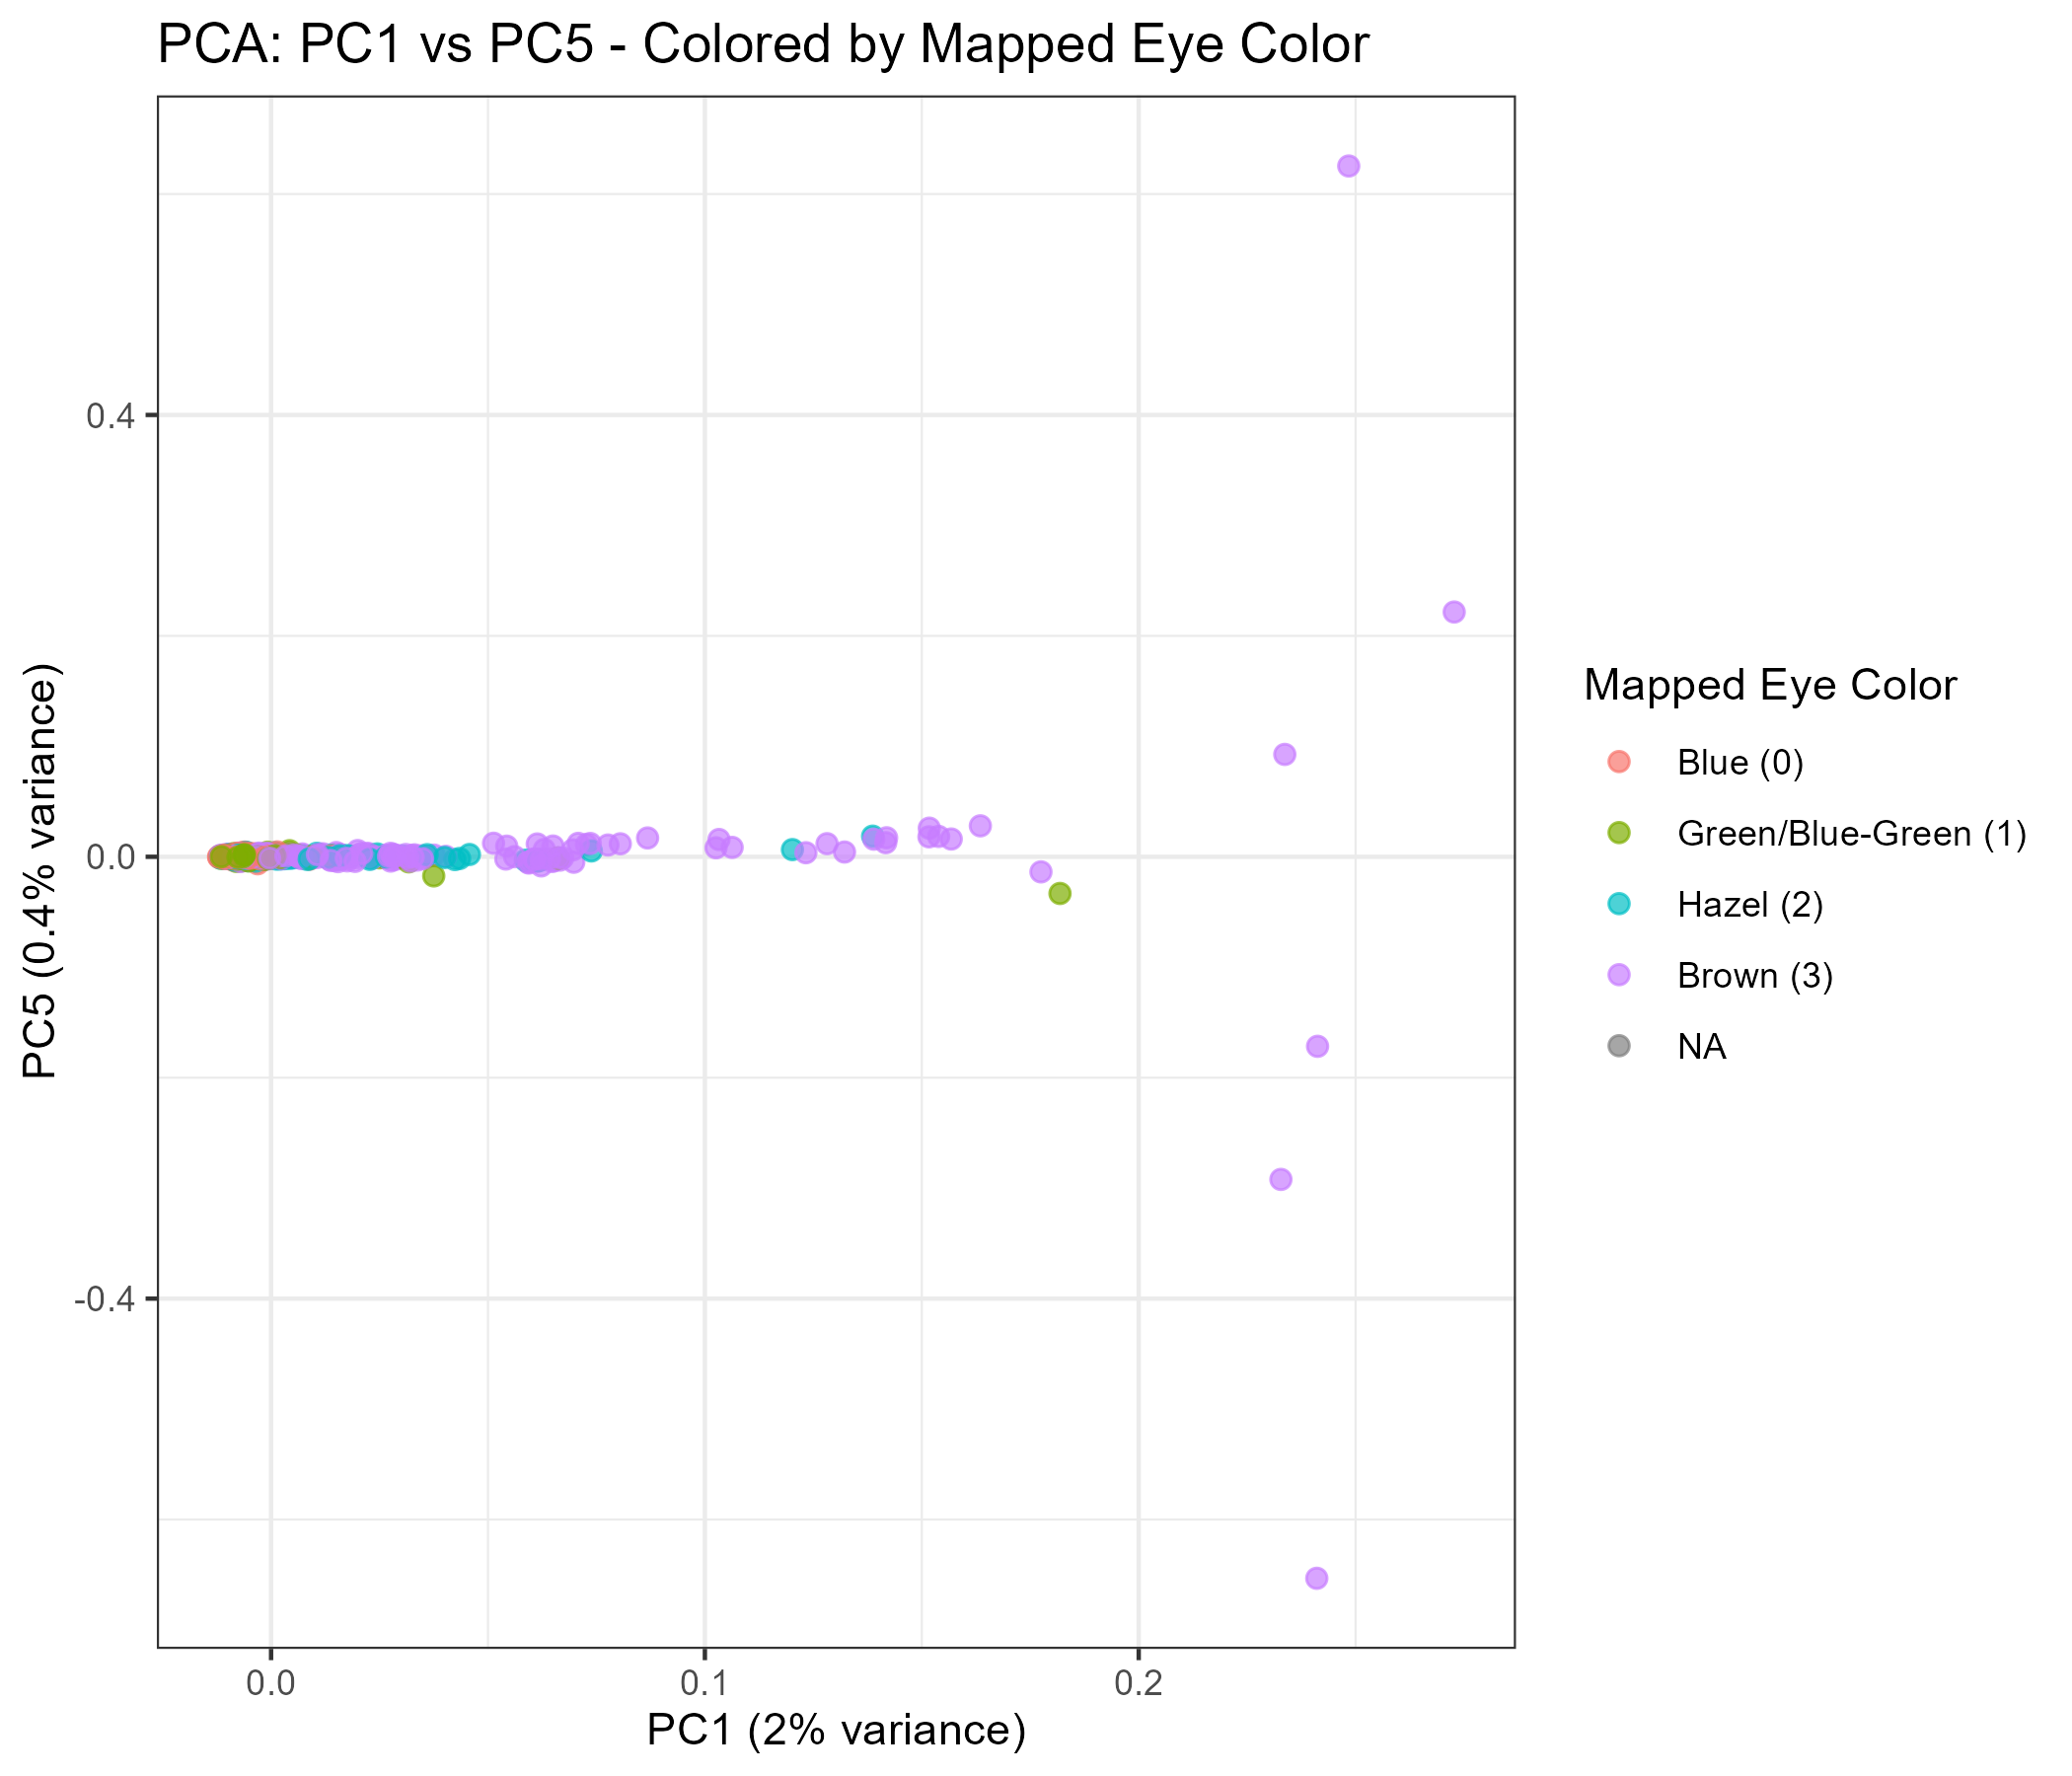 PCA: PC1 vs PC5 - Colored by Mapped Eye Color
0.4
0.0
-0.4
PC5 (0.4% variance)
0.0
0.1
0.2
PC1 (2% variance)
Mapped Eye Color
Blue (0)
Green/Blue-Green (1)
Hazel (2)
Brown (3)
NA